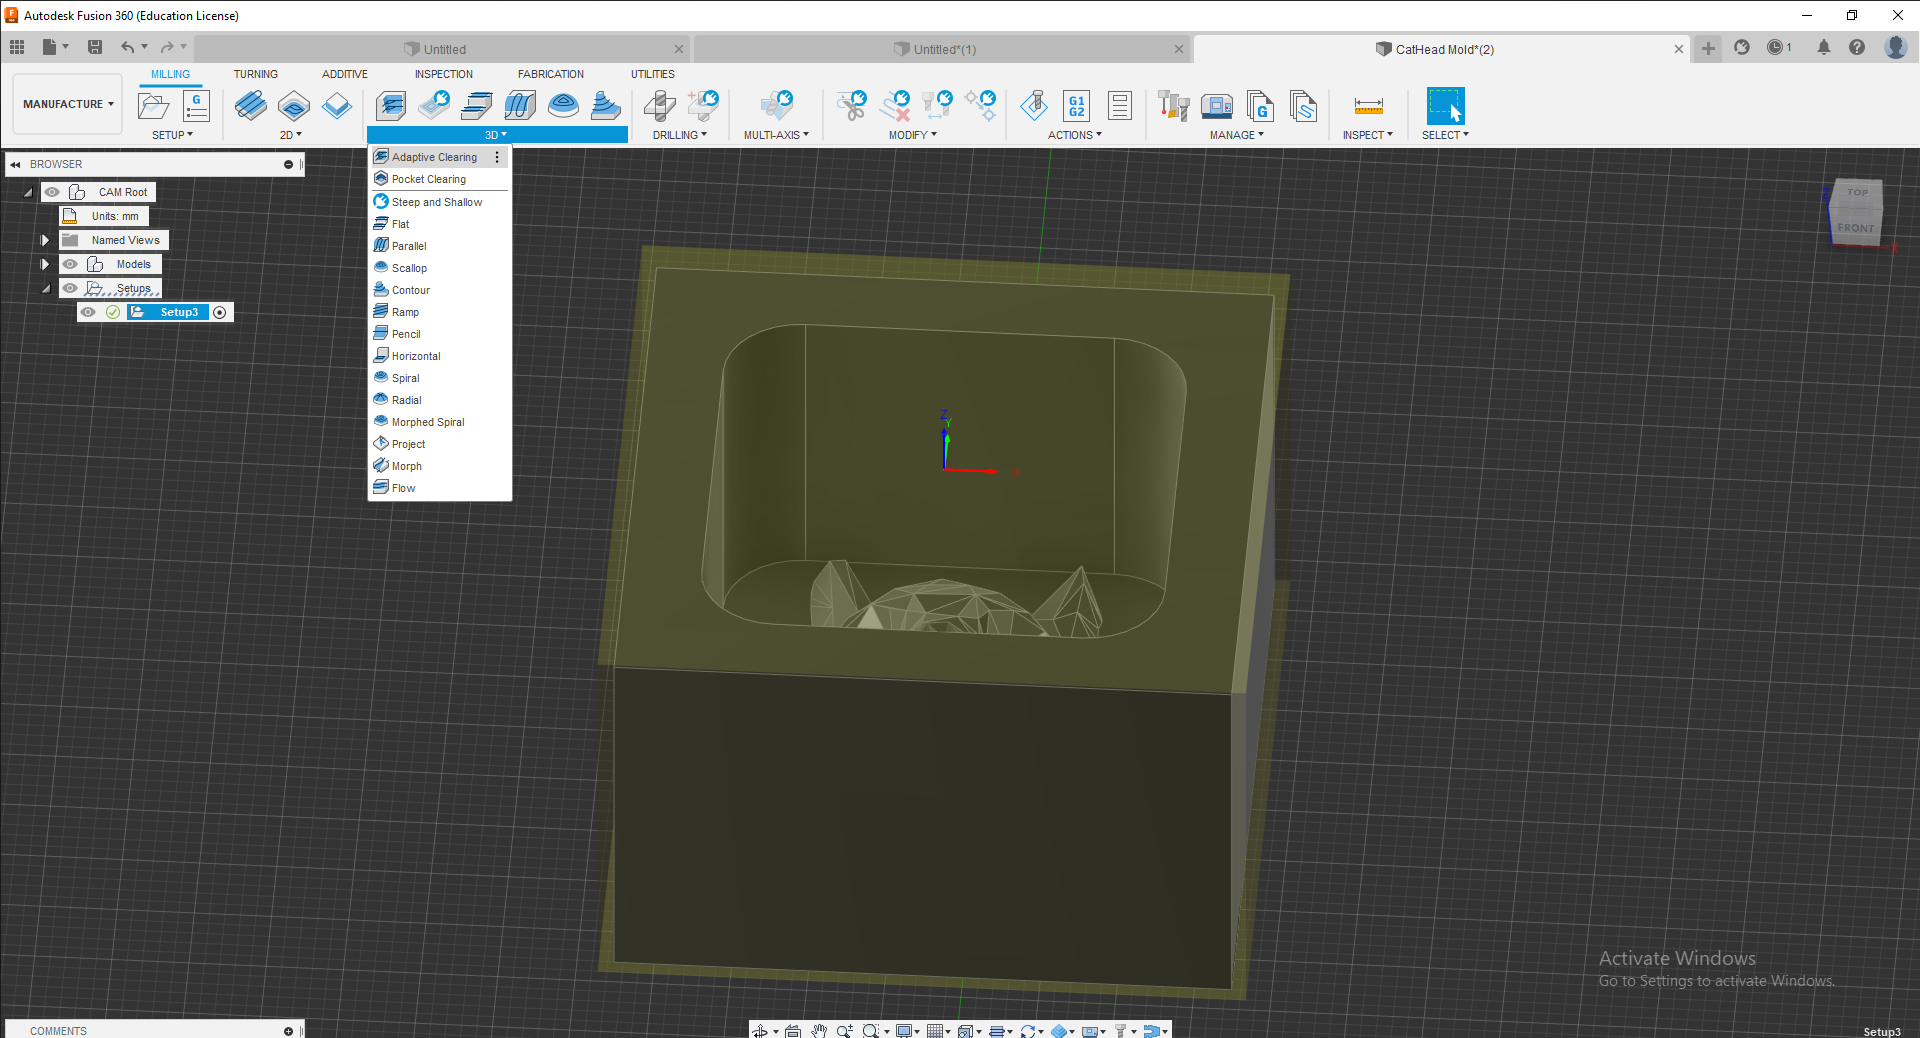 Autodesk Fusion 360 (Education License)
Untitled
Untitled*(1)
CatHead Mold*(2)
1
MILLING TURNING ADDITIVE INSPECTION FABRICATION UTILITIES
MANUFACTURE
G
G1
G2
G
SETUP 2D 3D DRILLING MULTI-AXIS MODIFY ACTIONS MANAGE INSPECT SELECT
BROWSER
CAM Root
Units: mm
Named Views
Models
Setups
Setup3
Adaptive Clearing
Pocket Clearing
Steep and Shallow
Flat
Parallel
Scallop
Contour
Ramp
Pencil
Horizontal
Spiral
Radial
Morphed Spiral
Project
Morph
Flow
TOP
FRONT
X
Z
Y
X
Activate Windows
Go to Settings to activate Windows.
COMMENTS
Setup3